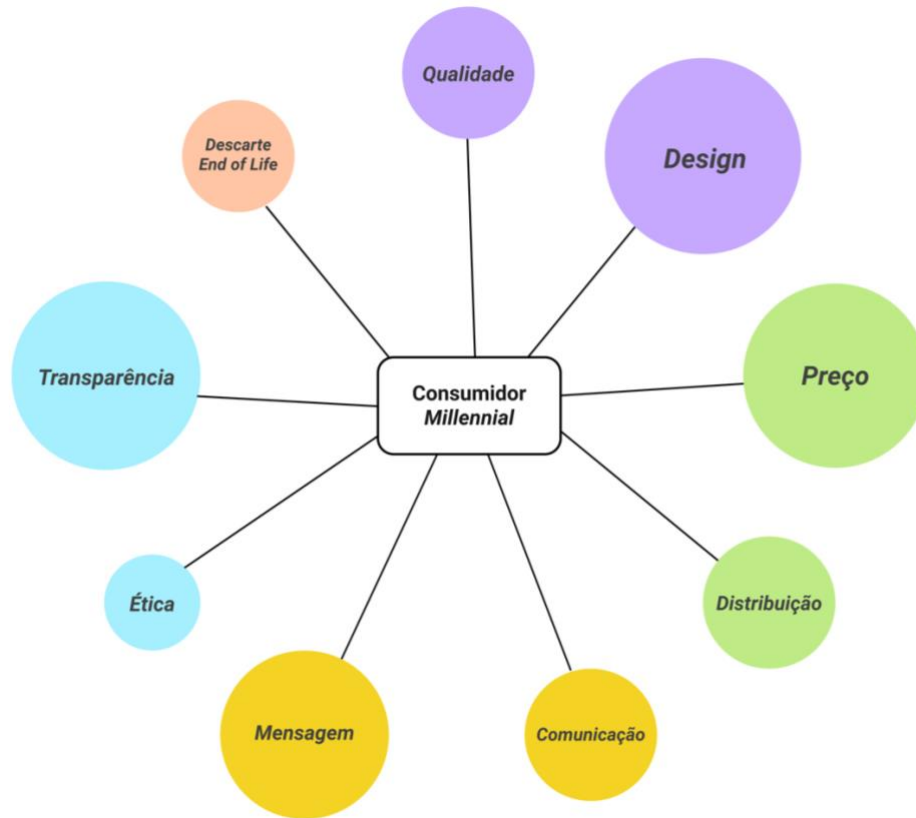 Qualidade
Design
Descarte
End of Life
Transparência
Consumidor
Millennial
Preço
Ética
Distribuição
Mensagem
Comunicação